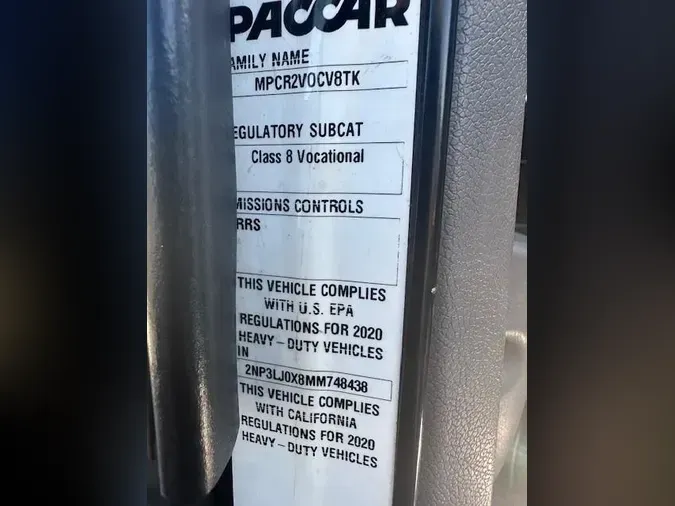 PACCAR
AMILY NAME
MPCR2VOCV8TK
EGULATORY SUBCAT
Class 8 Vocational
MISSIONS CONTROLS
RRS
THIS VEHICLE COMPLIES
WITH U.S. EPA
REGULATIONS FOR 2020
HEAVY-DUTY VEHICLES
IN
2NP3LJ0X8MM748438
THIS VEHICLE COMPLIES
WITH CALIFORNIA
REGULATIONS FOR 2020
HEAVY-DUTY VEHICLES